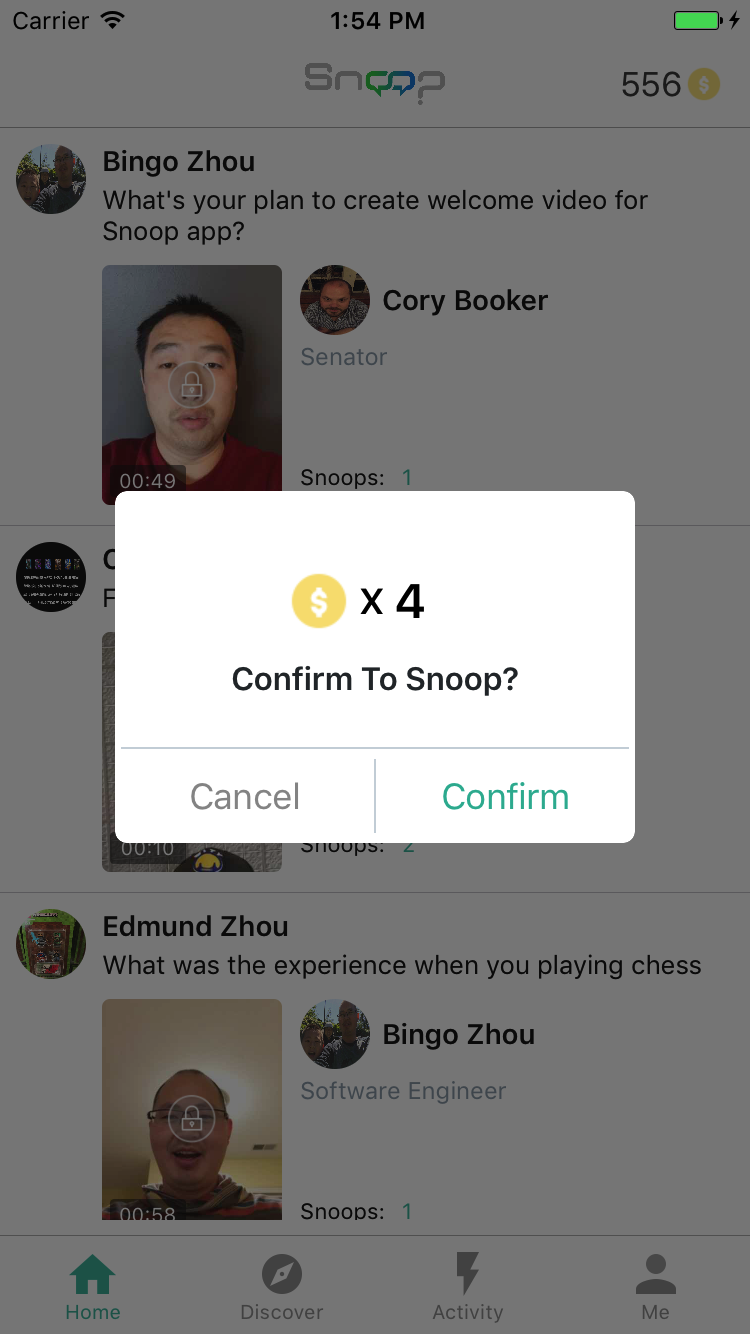 Carrier 1:54 PM
Snoop 556
Bingo Zhou
What's your plan to create welcome video for
Snoop app?
Cory Booker
Senator
00:49 Snoops: 1
x 4
Confirm To Snoop?
Cancel Confirm
00:10 Snoops: 2
Edmund Zhou
What was the experience when you playing chess
Bingo Zhou
Software Engineer
00:58 Snoops: 1
Home Discover Activity Me